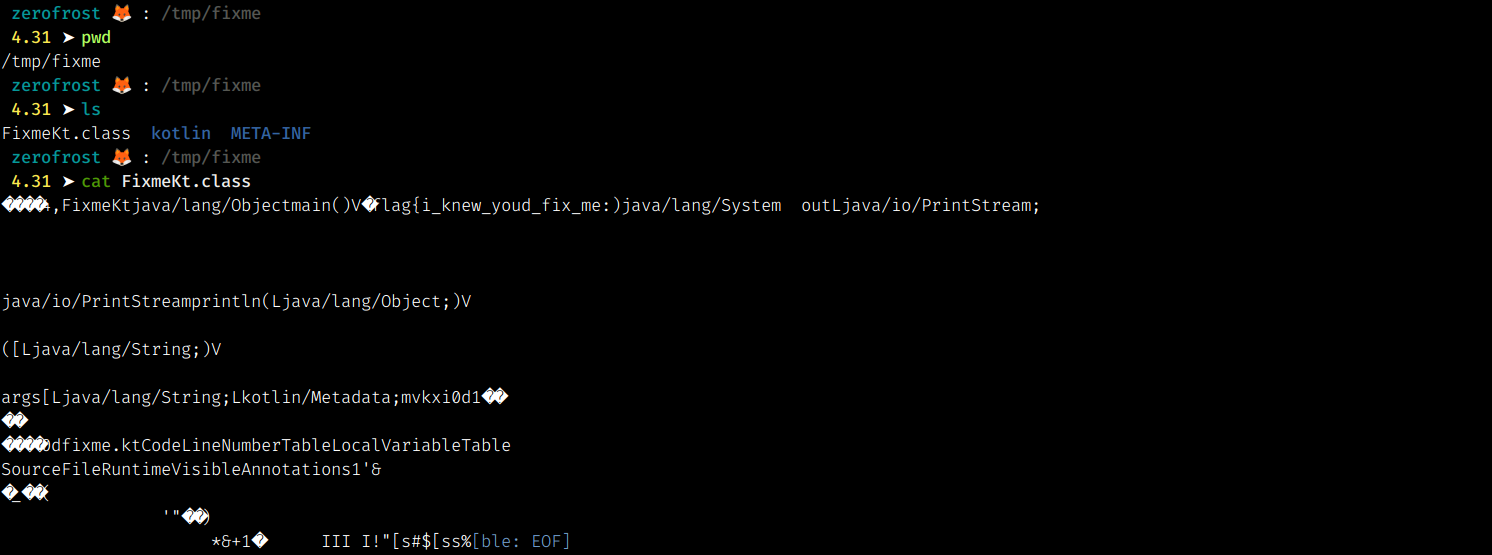 zerofrost 🦊 : /tmp/fixme
4.31 ➤ pwd
/tmp/fixme
zerofrost 🦊 : /tmp/fixme
4.31 ➤ ls
FixmeKt.class  kotlin  META-INF
zerofrost 🦊 : /tmp/fixme
4.31 ➤ cat FixmeKt.class
����,FixmeKtjava/lang/Objectmain()V�flag{i_knew_youd_fix_me:)java/lang/System  outLjava/io/PrintStream;
java/io/PrintStreamprintln(Ljava/lang/Object;)V
([Ljava/lang/String;)V
args[Ljava/lang/String;Lkotlin/Metadata;mvkxi0d1��
��
����0dfixme.ktCodeLineNumberTableLocalVariableTable
SourceFileRuntimeVisibleAnnotations1'&
�_��(
'"��)
*&+1�     III I!"[s#$[ss%[ble: EOF]